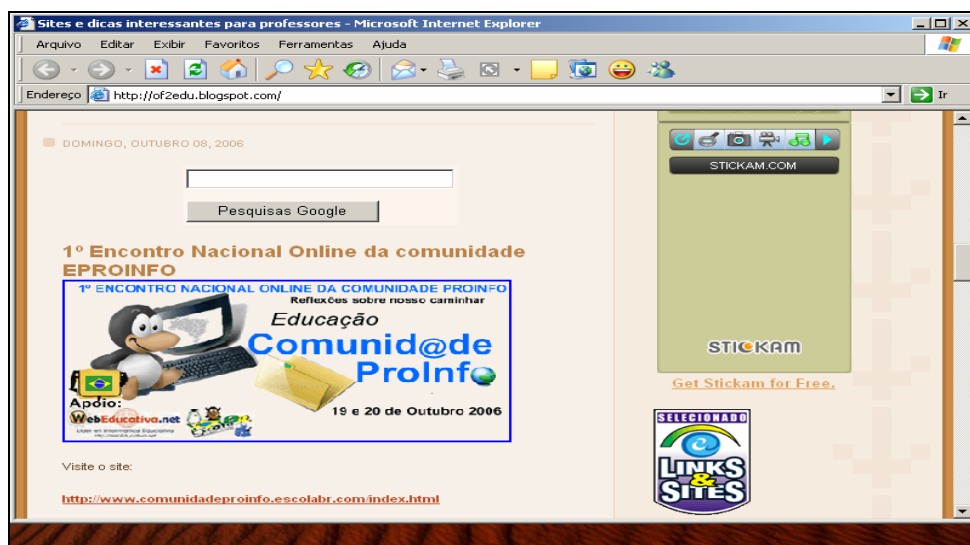 Sites e dicas interessantes para professores - Microsoft Internet Explorer
Arquivo Editar Exibir Favoritos Ferramentas Ajuda
Endereço http://of2edu.blogspot.com/ Ir
DOMINGO, OUTUBRO 08, 2006
Pesquisas Google
1º Encontro Nacional Online da comunidade
EPROINFO
1º ENCONTRO NACIONAL ONLINE DA COMUNIDADE PROINFO
Reflexões sobre nosso caminhar
Educação
Comunid@de
ProInfo
Apoio:
WebEducativa.net
19 e 20 de Outubro 2006
Visite o site:
http://www.comunidadeproinfo.escolabr.com/index.html
STICKAM.COM
STICKAM
Get Stickam for Free.
SELECIONADO
LINKS
&
SITES